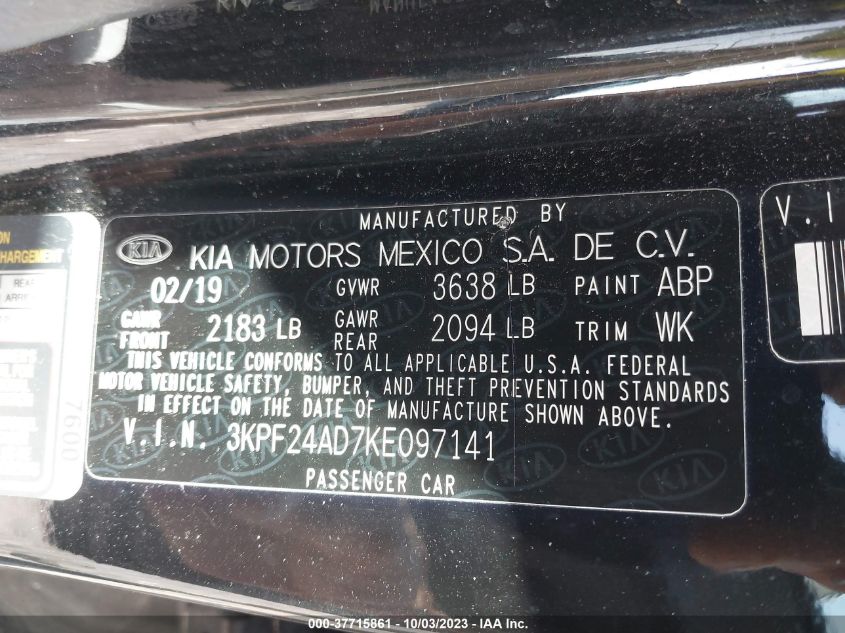 MANUFACTURED BY
KIA KIA MOTORS MEXICO S.A. DE C.V.
02/19 GVWR 3638 LB PAINT ABP
GAWR FRONT 2183 LB GAWR REAR 2094 LB TRIM WK
THIS VEHICLE CONFORMS TO ALL APPLICABLE U.S.A. FEDERAL
MOTOR VEHICLE SAFETY, BUMPER, AND THEFT PREVENTION STANDARDS
IN EFFECT ON THE DATE OF MANUFACTURE SHOWN ABOVE.
V.I.N. 3KPF24AD7KE097141
PASSENGER CAR
V.I
7600
000-37715861 - 10/03/2023 - IAA Inc.